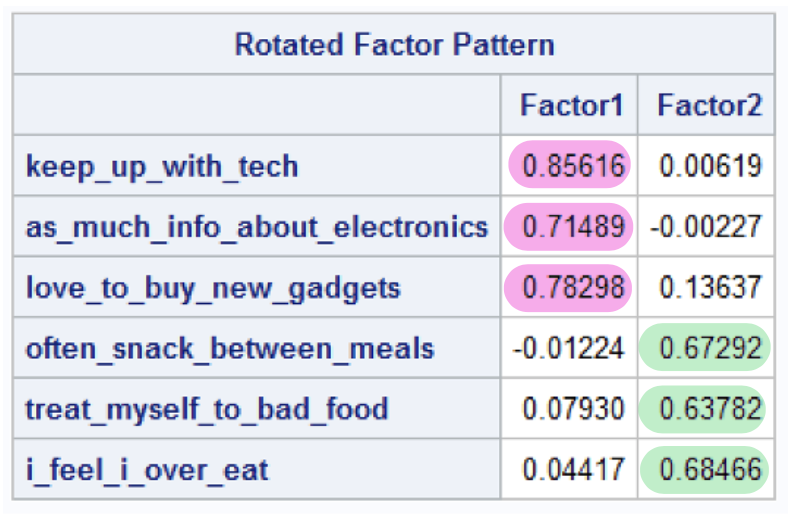 Rotated Factor Pattern
Factor1 Factor2
keep_up_with_tech 0.85616 0.00619
as_much_info_about_electronics 0.71489 -0.00227
love_to_buy_new_gadgets 0.78298 0.13637
often_snack_between_meals -0.01224 0.67292
treat_myself_to_bad_food 0.07930 0.63782
i_feel_i_over_eat 0.04417 0.68466